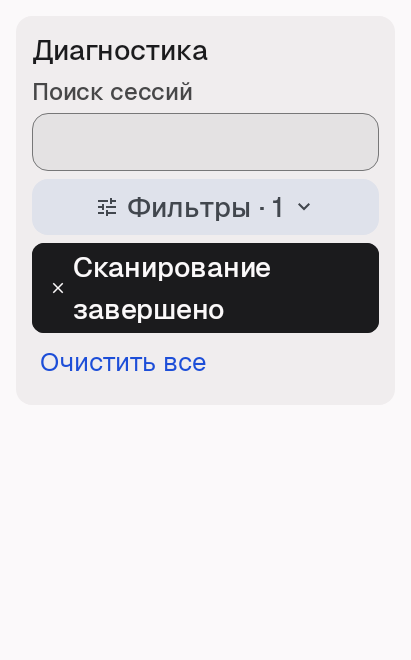 Диагностика
Поиск сессий
Фильтры · 1
Сканирование
завершено
Очистить все